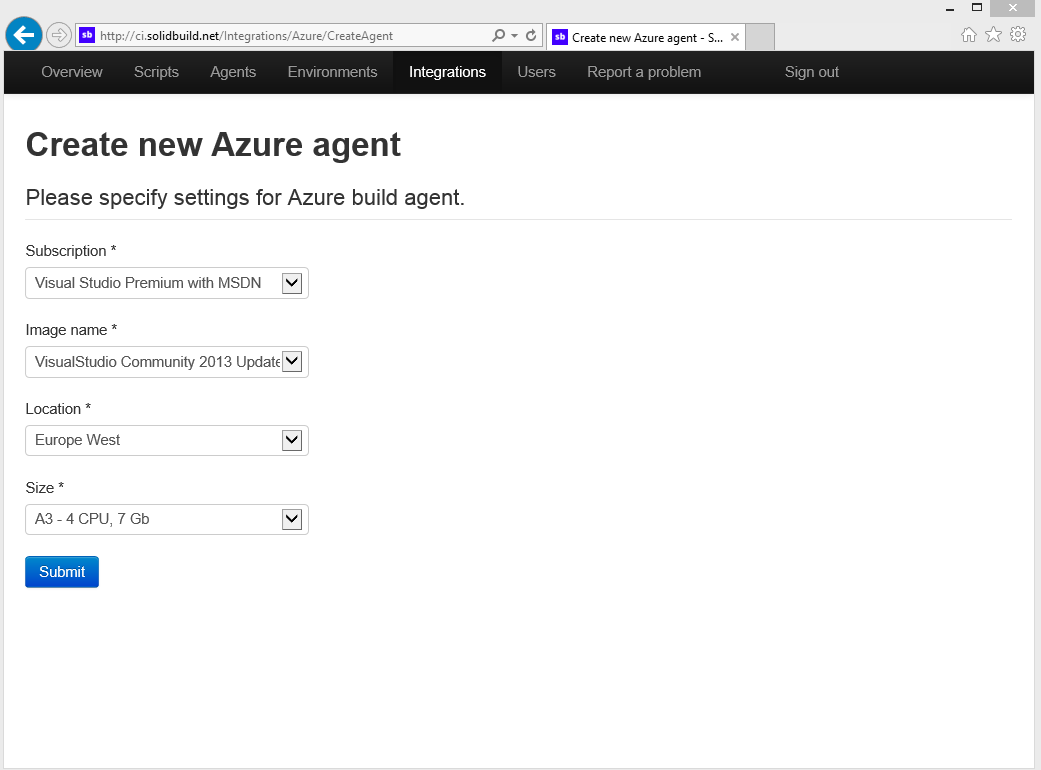 sb http://ci.solidbuild.net/Integrations/Azure/CreateAgent
sb Create new Azure agent - S...
Overview Scripts Agents Environments Integrations Users Report a problem Sign out
Create new Azure agent
Please specify settings for Azure build agent.
Subscription *
Visual Studio Premium with MSDN
Image name *
VisualStudio Community 2013 Update
Location *
Europe West
Size *
A3 - 4 CPU, 7 Gb
Submit